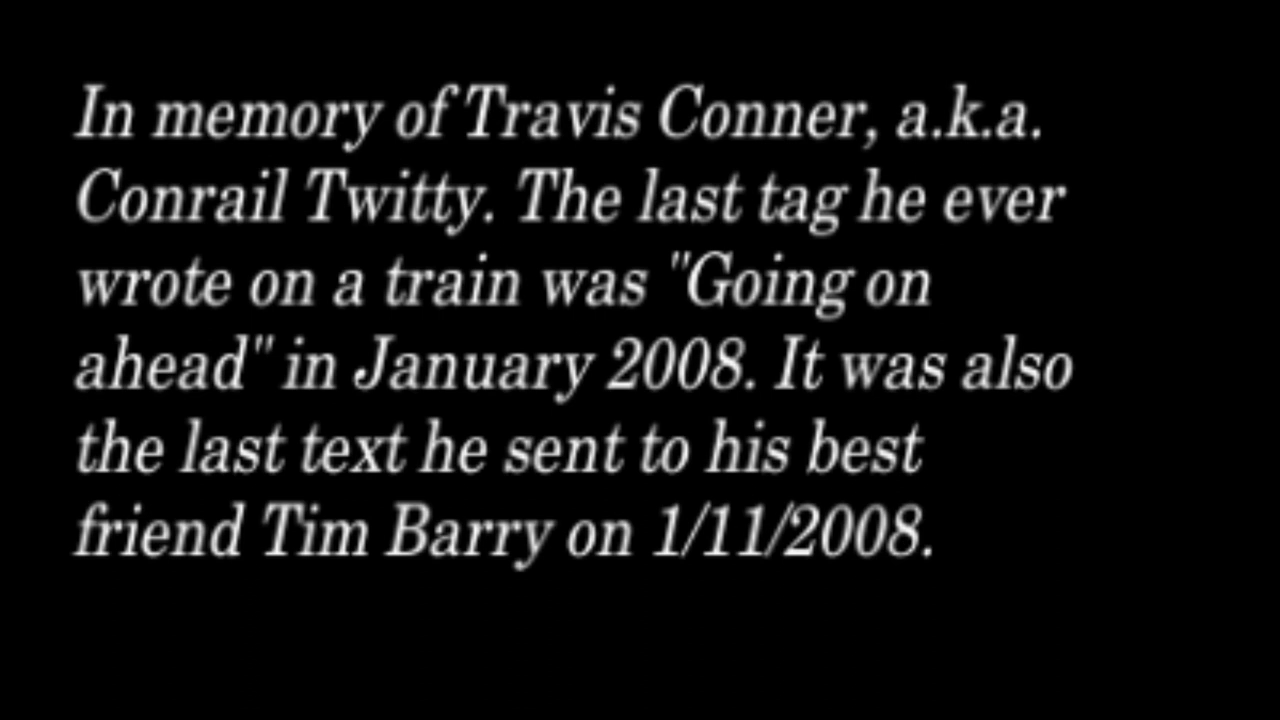 In memory of Travis Conner, a.k.a.
Conrail Twitty. The last tag he ever
wrote on a train was "Going on
ahead" in January 2008. It was also
the last text he sent to his best
friend Tim Barry on 1/11/2008.